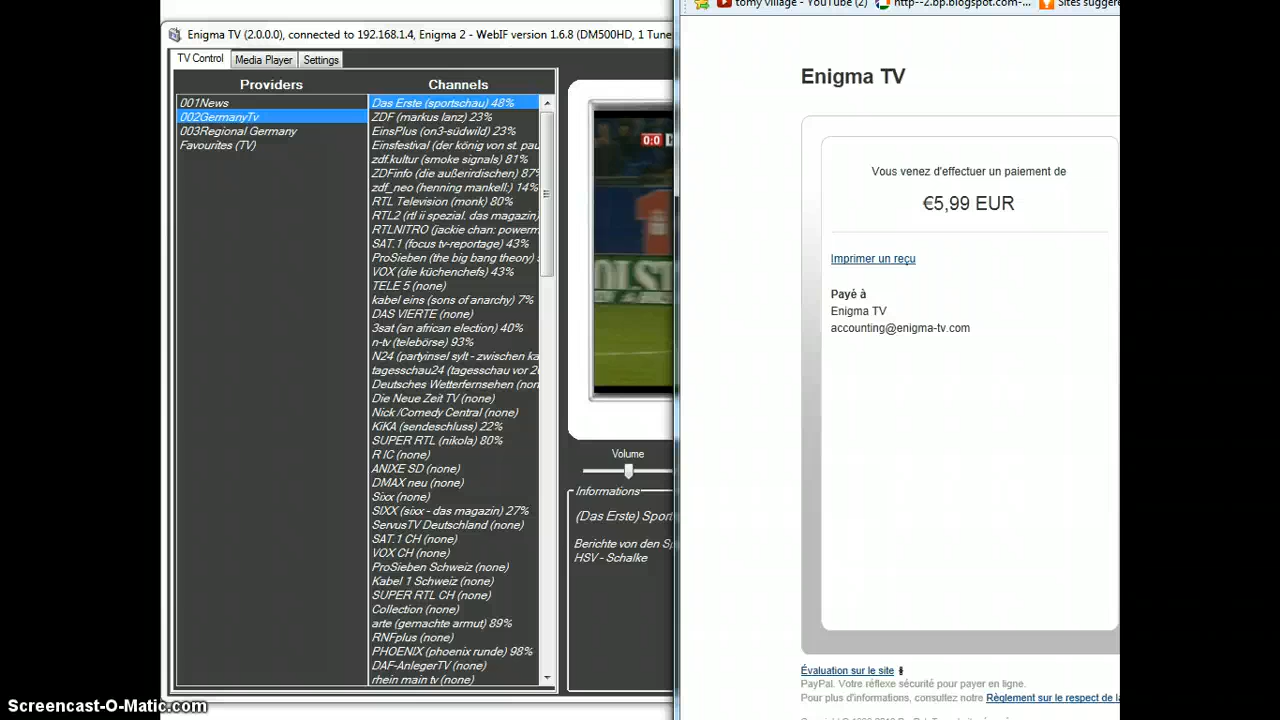 tomy village - YouTube (2)
http--2.bp.blogspot.com-...
Sites suggére
Enigma TV (2.0.0.0), connected to 192.168.1.4, Enigma 2 - WebIF version 1.6.8 (DM500HD, 1 Tune
TV Control
Media Player
Settings
Providers
001News
002GermanyTv
003Regional Germany
Favourites (TV)
Channels
Das Erste (sportschau) 48%
ZDF (markus lanz) 23%
EinsPlus (on3-südwild) 23%
Einsfestival (der könig von st. pau
zdf.kultur (smoke signals) 81%
ZDFinfo (die außerirdischen) 87%
zdf_neo (henning mankell:) 14%
RTL Television (monk) 80%
RTL2 (rtl ii spezial. das magazin)
RTLNITRO (jackie chan: powerm
SAT.1 (focus tv-reportage) 43%
ProSieben (the big bang theory)
VOX (die küchenchefs) 43%
TELE 5 (none)
kabel eins (sons of anarchy) 7%
DAS VIERTE (none)
3sat (an african election) 40%
n-tv (telebörse) 93%
N24 (partyinsel sylt - zwischen ka
tagesschau24 (tagesschau vor 20
Deutsches Wetterfernsehen (non
Die Neue Zeit TV (none)
Nick /Comedy Central (none)
KiKA (sendeschluss) 22%
SUPER RTL (nikola) 80%
R IC (none)
ANIXE SD (none)
DMAX neu (none)
Sixx (none)
SIXX (sixx - das magazin) 27%
ServusTV Deutschland (none)
SAT.1 CH (none)
VOX CH (none)
ProSieben Schweiz (none)
Kabel 1 Schweiz (none)
SUPER RTL CH (none)
Collection (none)
arte (gemachte armut) 89%
RNFplus (none)
PHOENIX (phoenix runde) 98%
DAF-AnlegerTV (none)
rhein main tv (none)
0:0 H
OLST
Volume
Informations
(Das Erste) Sport
Berichte von den Sp
HSV - Schalke
Enigma TV
Vous venez d'effectuer un paiement de
€5,99 EUR
Imprimer un reçu
Payé à
Enigma TV
accounting@enigma-tv.com
Évaluation sur le site
PayPal. Votre réflexe sécurité pour payer en ligne.
Pour plus d'informations, consultez notre Règlement sur le respect de la
Screencast-O-Matic.com